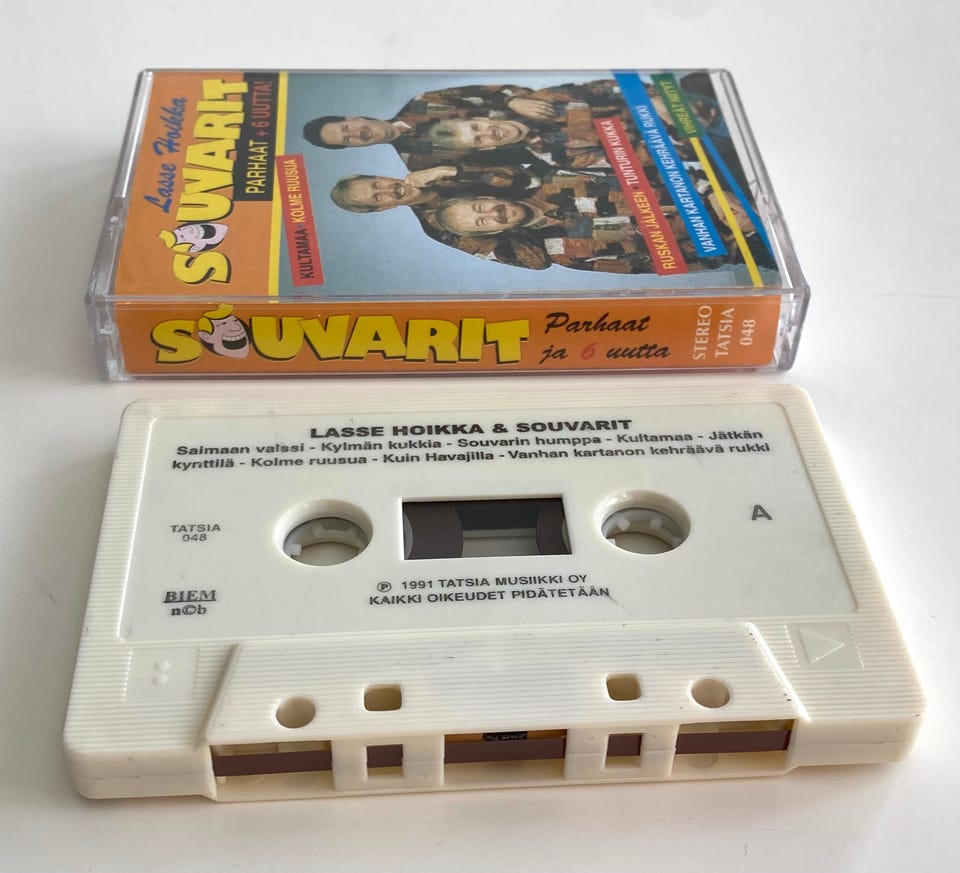 Lasse Hoikka
SOUVARIT
PARHAAT + 6 UUTTA!
KULTAMAA • KOLME RUUSUA
RUSKAN JÄLKEEN • TUNTURIN KUKKA
VANHAN KARTANON KEHRÄÄVÄ RUKKI
VIHREÄT NIITYT
SOUVARIT
Parhaat
ja 6 uutta
STEREO
TATSIA
048
LASSE HOIKKA & SOUVARIT
Saimaan valssi - Kylmän kukkia - Souvarin humppa - Kultamaa - Jätkän
kynttilä - Kolme ruusua - Kuin Havajilla - Vanhan kartanon kehräävä rukki
A
TATSIA
048
BIEM
n©b
Ⓟ 1991 TATSIA MUSIIKKI OY
KAIKKI OIKEUDET PIDÄTETÄÄN